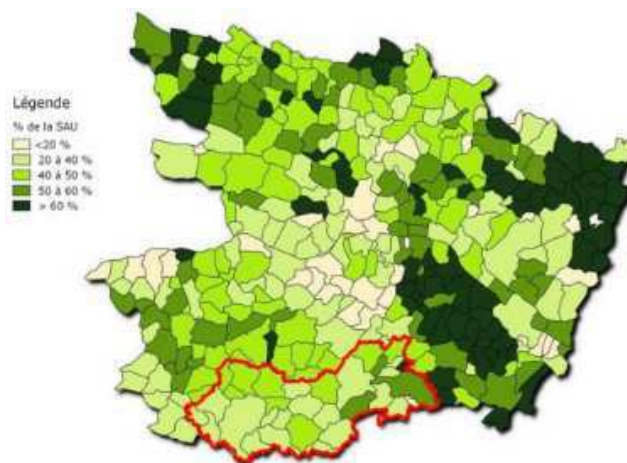 Légende
% de la SAU
<20 %
20 à 40 %
40 à 50 %
50 à 60 %
> 60 %